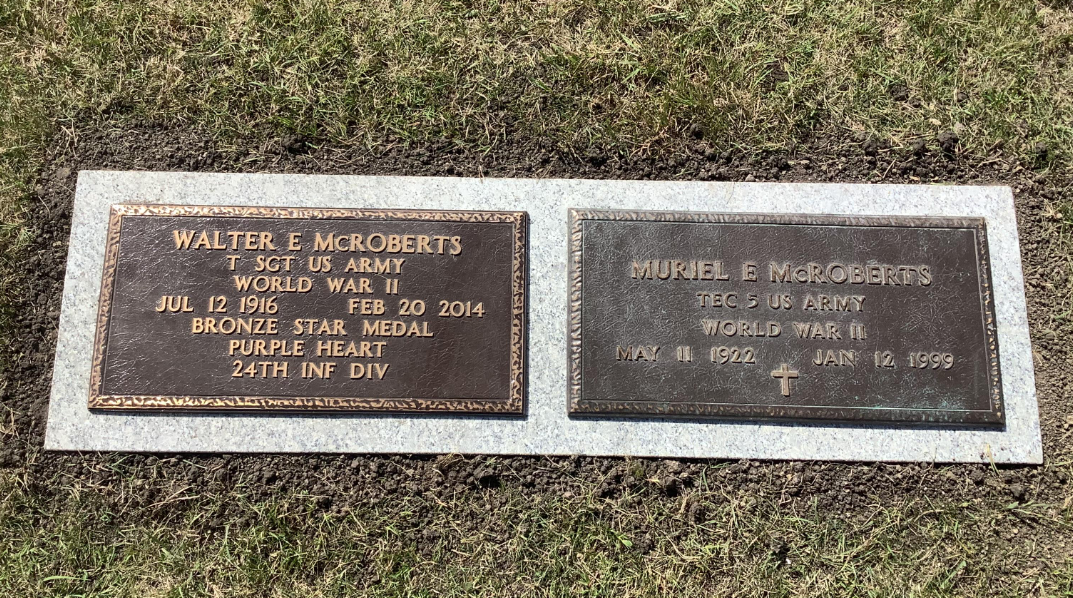 WALTER E McROBERTS
T SGT US ARMY
WORLD WAR II
JUL 12 1916 FEB 20 2014
BRONZE STAR MEDAL
PURPLE HEART
24TH INF DIV
MURIEL E McROBERTS
TEC 5 US ARMY
WORLD WAR II
MAY 11 1922 JAN 12 1999